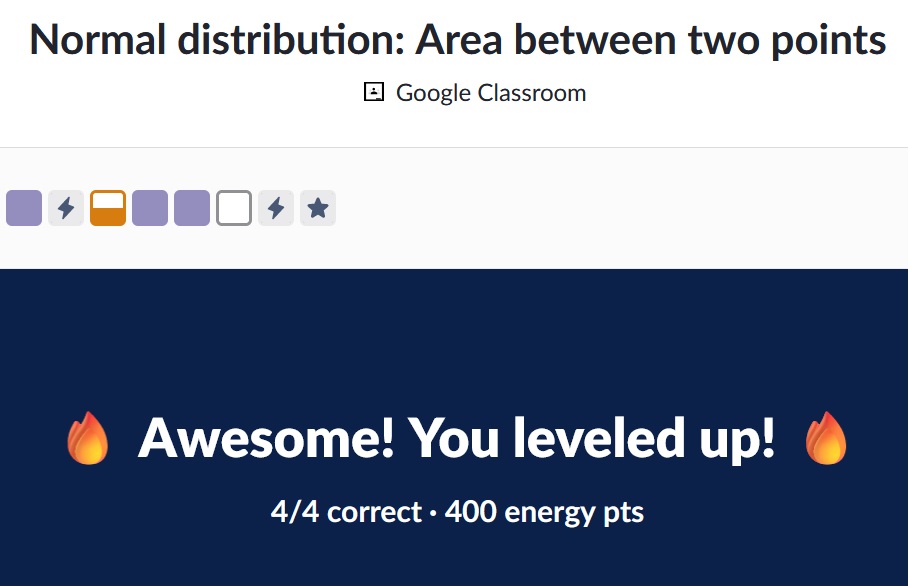 Normal distribution: Area between two points
Google Classroom
Awesome! You leveled up!
4/4 correct · 400 energy pts